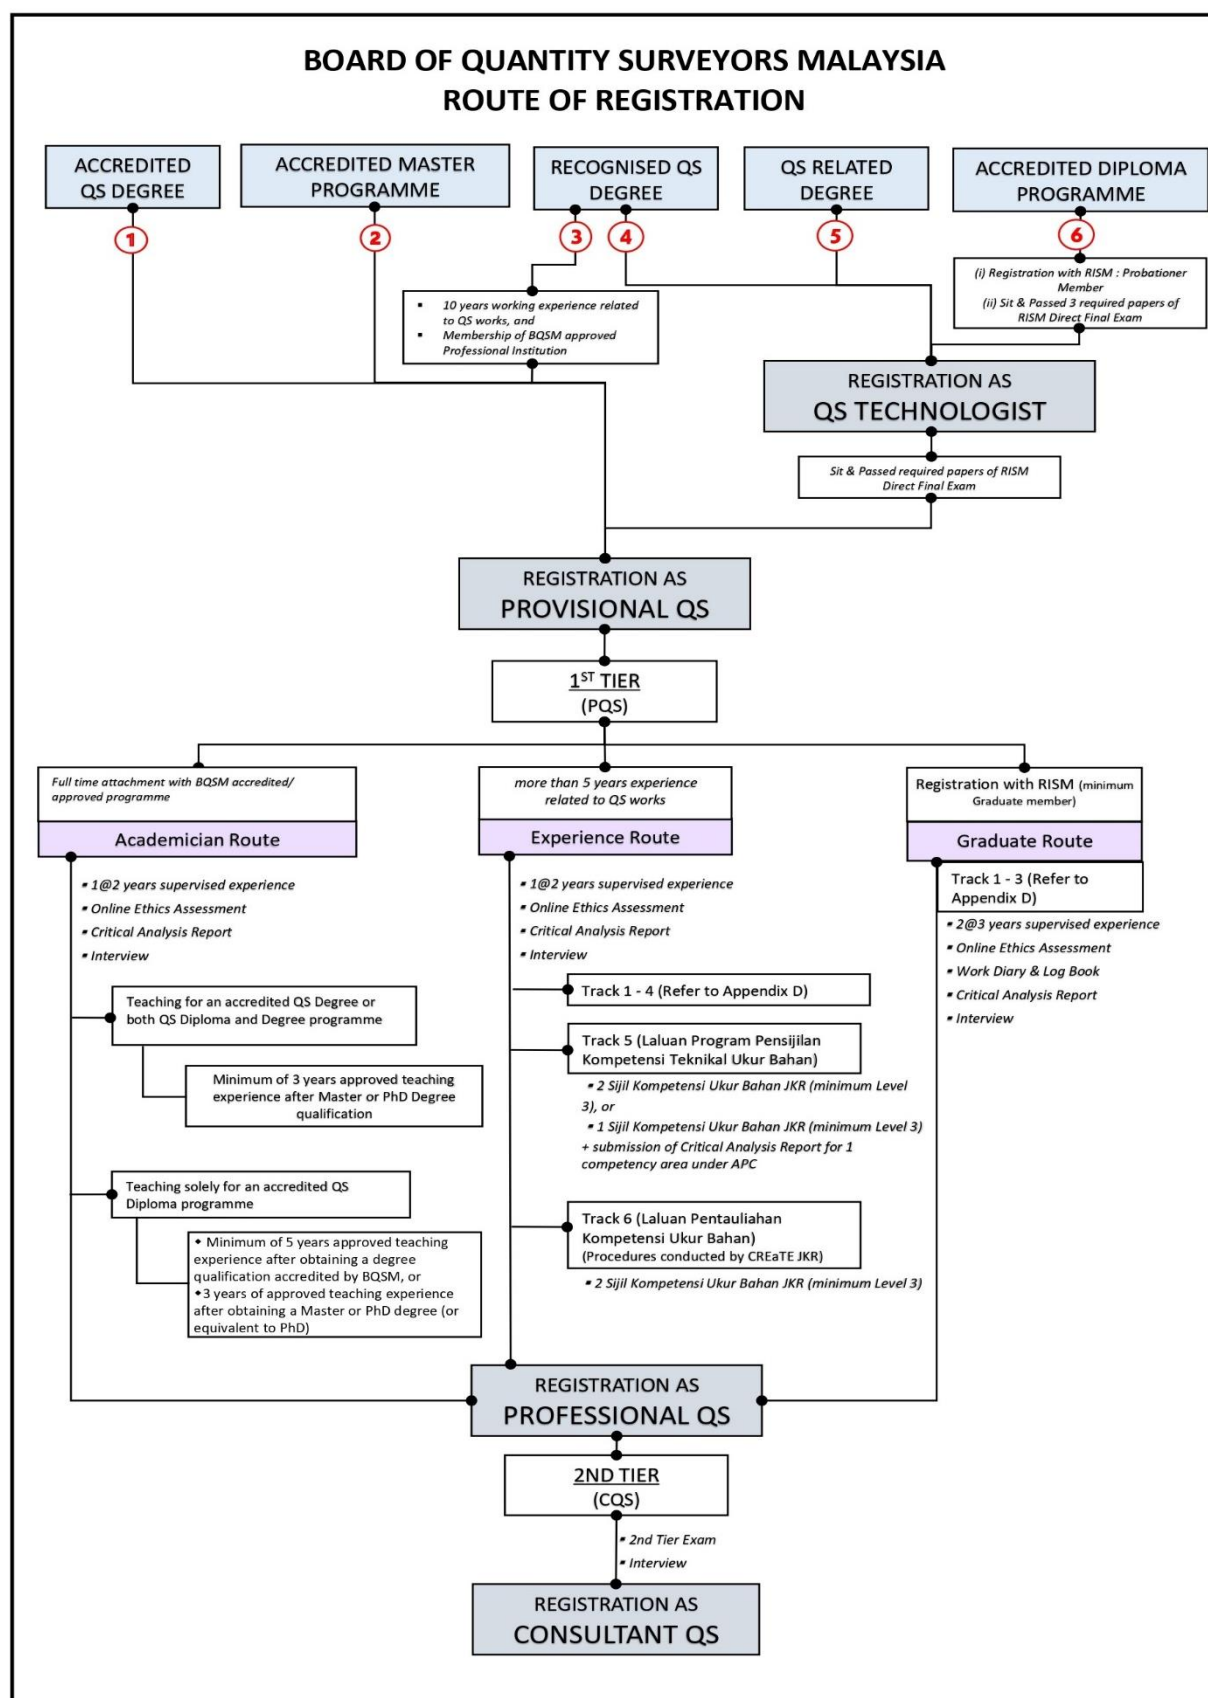 BOARD OF QUANTITY SURVEYORS MALAYSIA
ROUTE OF REGISTRATION
ACCREDITED
QS DEGREE
ACCREDITED MASTER
PROGRAMME
RECOGNISED QS
DEGREE
QS RELATED
DEGREE
ACCREDITED DIPLOMA
PROGRAMME
1
2
3
4
5
6
(i) Registration with RISM : Probationer
Member
(ii) Sit & Passed 3 required papers of
RISM Direct Final Exam
▪ 10 years working experience related
to QS works, and
▪ Membership of BQSM approved
Professional Institution
REGISTRATION AS
QS TECHNOLOGIST
Sit & Passed required papers of RISM
Direct Final Exam
REGISTRATION AS
PROVISIONAL QS
1ST TIER
(PQS)
Full time attachment with BQSM accredited/
approved programme
Academician Route
▪ 1@2 years supervised experience
▪ Online Ethics Assessment
▪ Critical Analysis Report
▪ Interview
Teaching for an accredited QS Degree or
both QS Diploma and Degree programme
Minimum of 3 years approved teaching
experience after Master or PhD Degree
qualification
Teaching solely for an accredited QS
Diploma programme
◆ Minimum of 5 years approved teaching
experience after obtaining a degree
qualification accredited by BQSM, or
◆ 3 years of approved teaching experience
after obtaining a Master or PhD degree (or
equivalent to PhD)
more than 5 years experience
related to QS works
Experience Route
▪ 1@2 years supervised experience
▪ Online Ethics Assessment
▪ Critical Analysis Report
▪ Interview
Track 1 - 4 (Refer to Appendix D)
Track 5 (Laluan Program Pensijilan
Kompetensi Teknikal Ukur Bahan)
▪ 2 Sijil Kompetensi Ukur Bahan JKR (minimum Level
3), or
▪ 1 Sijil Kompetensi Ukur Bahan JKR (minimum Level 3)
+ submission of Critical Analysis Report for 1
competency area under APC
Track 6 (Laluan Pentauliahan
Kompetensi Ukur Bahan)
(Procedures conducted by CREaTE JKR)
▪ 2 Sijil Kompetensi Ukur Bahan JKR (minimum Level 3)
Registration with RISM (minimum
Graduate member)
Graduate Route
Track 1 - 3 (Refer to
Appendix D)
▪ 2@3 years supervised experience
▪ Online Ethics Assessment
▪ Work Diary & Log Book
▪ Critical Analysis Report
▪ Interview
REGISTRATION AS
PROFESSIONAL QS
2ND TIER
(CQS)
▪ 2nd Tier Exam
▪ Interview
REGISTRATION AS
CONSULTANT QS